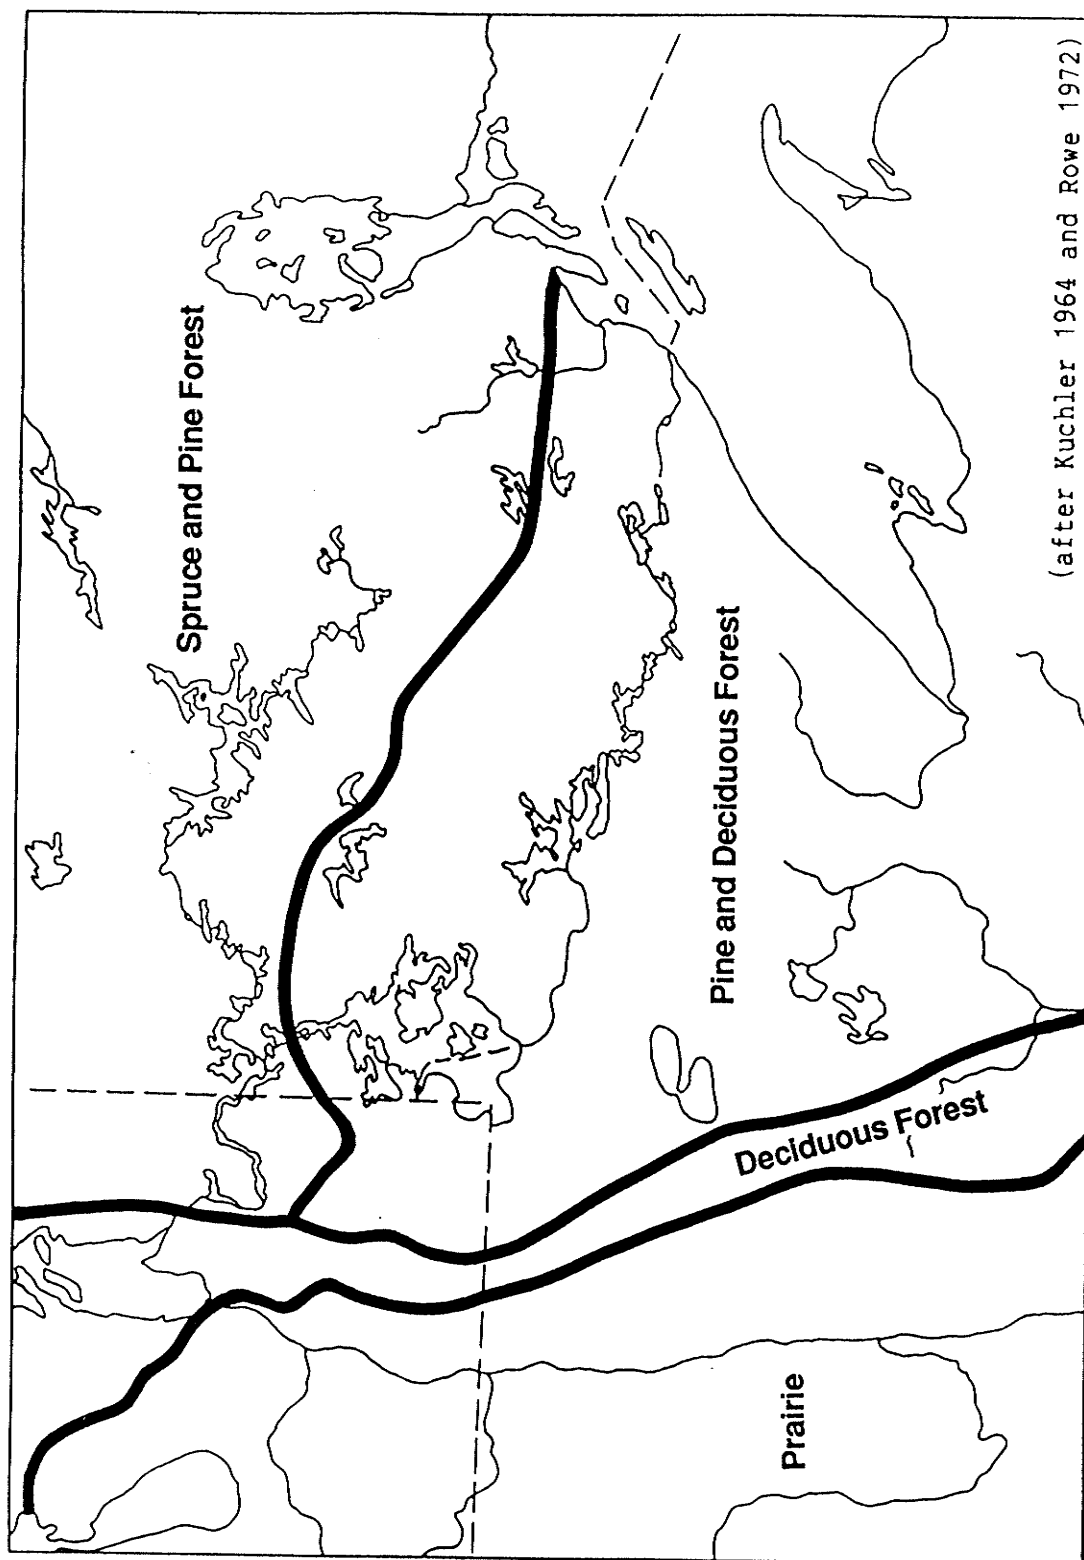 Spruce and Pine Forest
Pine and Deciduous Forest
Deciduous Forest
Prairie
(after Kuchler 1964 and Rowe 1972)